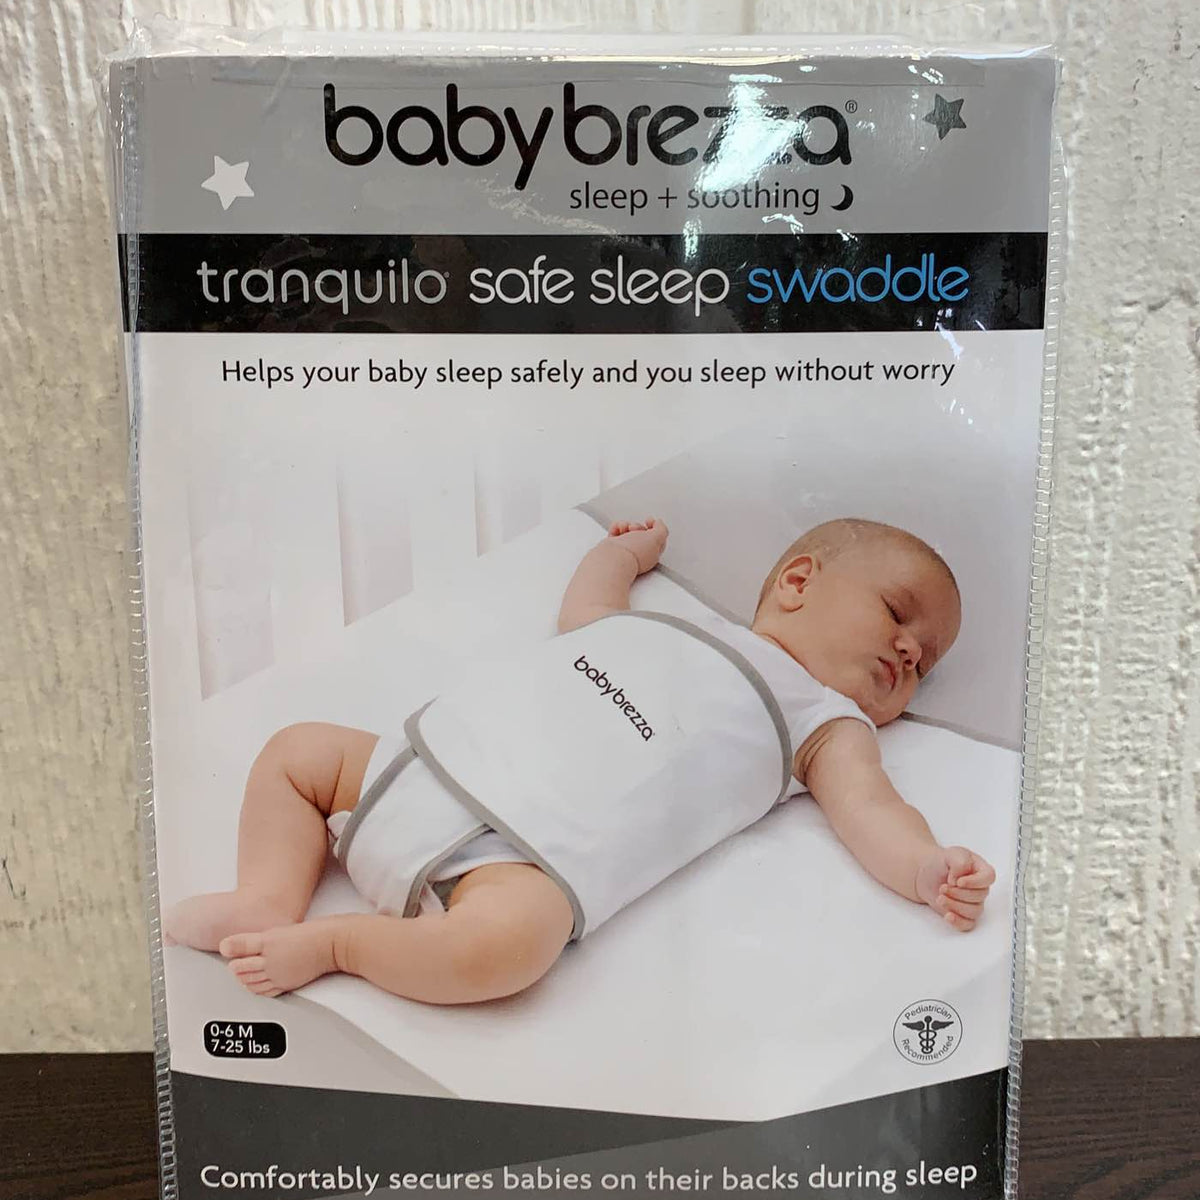 babybrezza®
sleep + soothing
tranquilo safe sleep swaddle
Helps your baby sleep safely and you sleep without worry
babybrezza
0-6 M
7-25 lbs
Pediatrician
Recommended
Comfortably secures babies on their backs during sleep